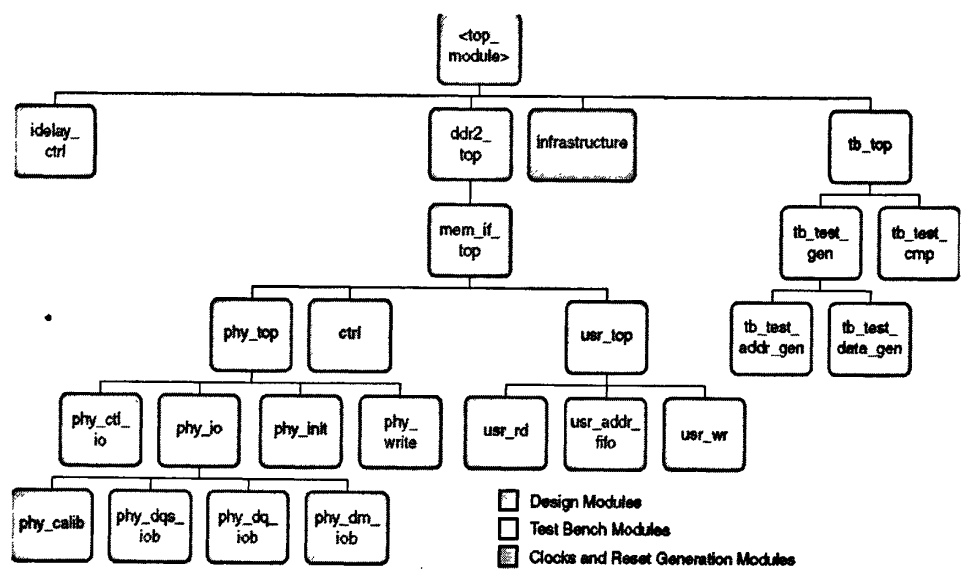 <top_
module>
idelay_
ctrl
ddr2_
top
infrastructure
tb_top
mem_if_
top
tb_test_
gen
tb_test_
cmp
phy_top
ctrl
usr_top
tb_test_
addr_gen
tb_test_
data_gen
phy_ctl_
io
phy_io
phy_init
phy_
write
usr_rd
usr_addr_
fifo
usr_wr
phy_calib
phy_dqs_
iob
phy_dq_
iob
phy_dm_
iob
Design Modules
Test Bench Modules
Clocks and Reset Generation Modules